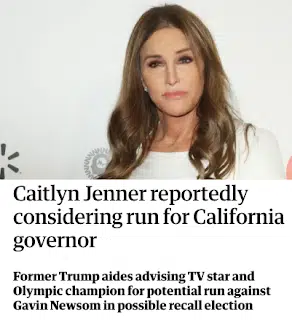 Caitlyn Jenner reportedly
considering run for California
governor
Former Trump aides advising TV star and
Olympic champion for potential run against
Gavin Newsom in possible recall election